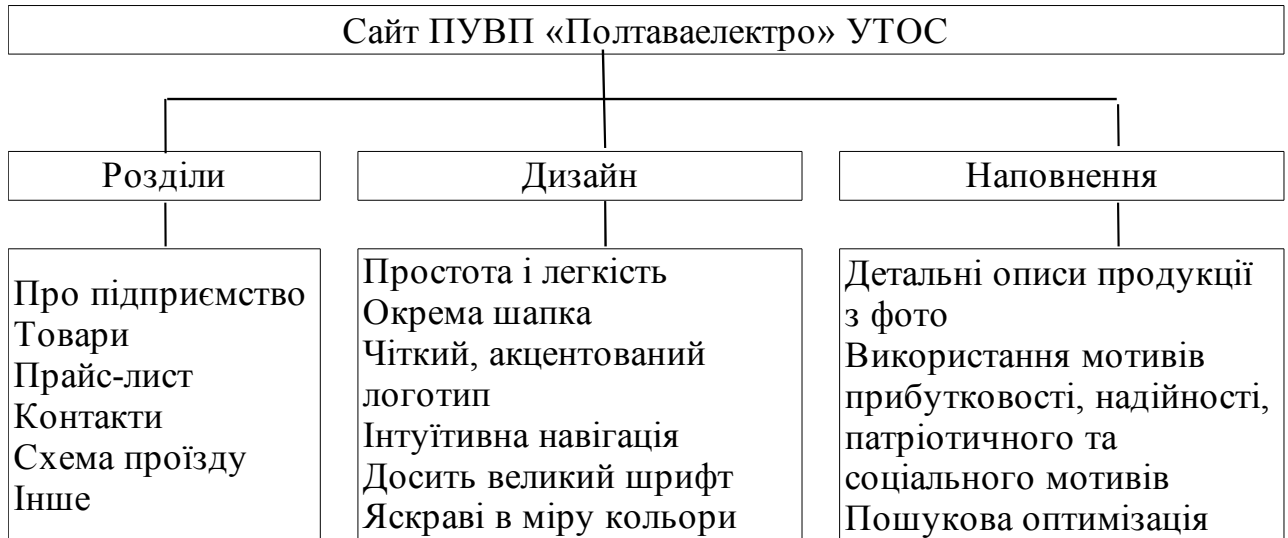 Сайт ПУВП «Полтаваелектро» УТОС
Розділи
Дизайн
Наповнення
Про підприємство
Товари
Прайс-лист
Контакти
Схема проїзду
Інше
Простота і легкість
Окрема шапка
Чіткий, акцентований
логотип
Інтуїтивна навігація
Досить великий шрифт
Яскраві в міру кольори
Детальні описи продукції
з фото
Використання мотивів
прибутковості, надійності,
патріотичного та
соціального мотивів
Пошукова оптимізація